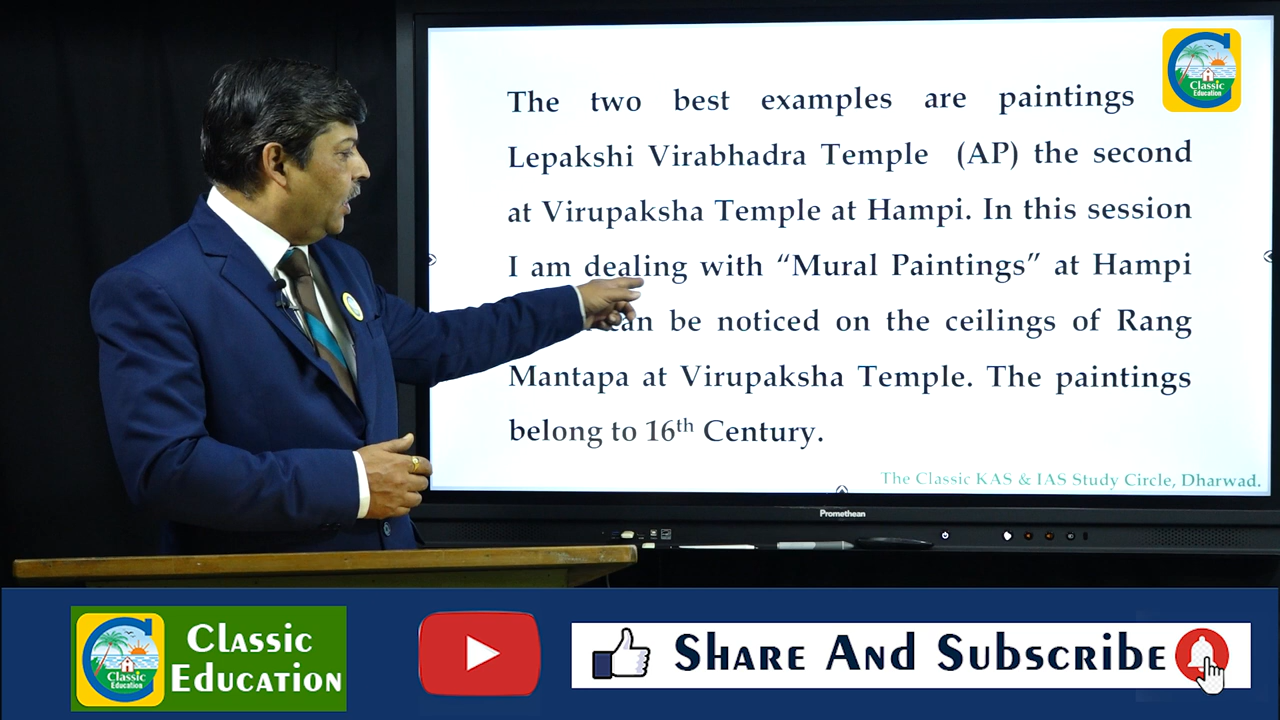 The two best examples are paintings
Lepakshi Virabhadra Temple (AP) the second
at Virupaksha Temple at Hampi. In this session
I am dealing with “Mural Paintings” at Hampi
can be noticed on the ceilings of Rang
Mantapa at Virupaksha Temple. The paintings
belong to 16th Century.
The Classic KAS & IAS Study Circle, Dharwad.
Classic
Education
Promethean
Classic
Education
Classic
Education
Share And Subscribe